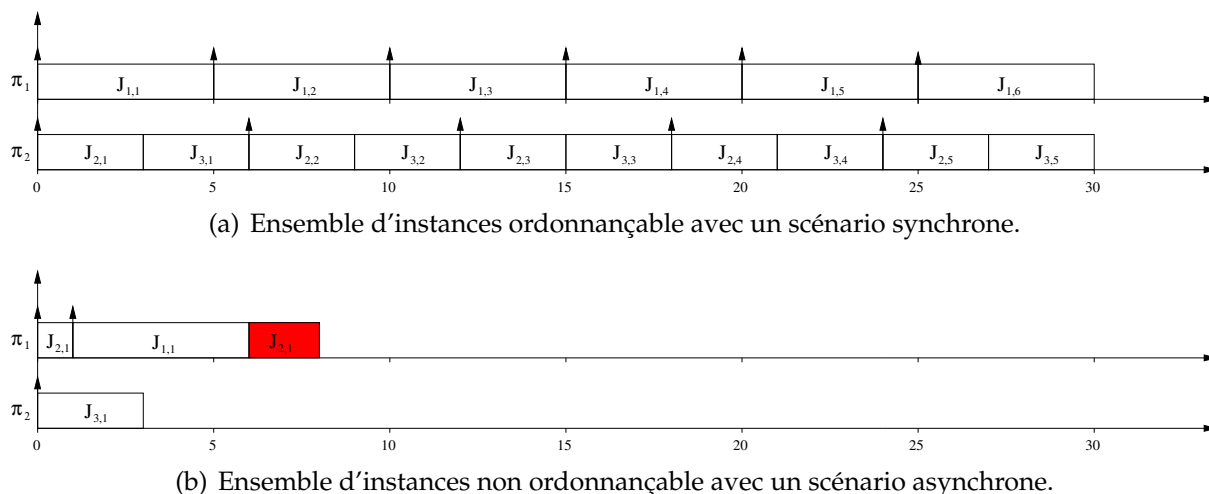 π₁ J₁,₁ J₁,₂ J₁,₃ J₁,₄ J₁,₅ J₁,₆
π₂ J₂,₁ J₃,₁ J₂,₂ J₃,₂ J₂,₃ J₃,₃ J₂,₄ J₃,₄ J₂,₅ J₃,₅
0 5 10 15 20 25 30
(a) Ensemble d'instances ordonnançable avec un scénario synchrone.
π₁ J₂,₁ J₁,₁ J₂,₁
π₂ J₃,₁
0 5 10 15 20 25 30
(b) Ensemble d'instances non ordonnançable avec un scénario asynchrone.